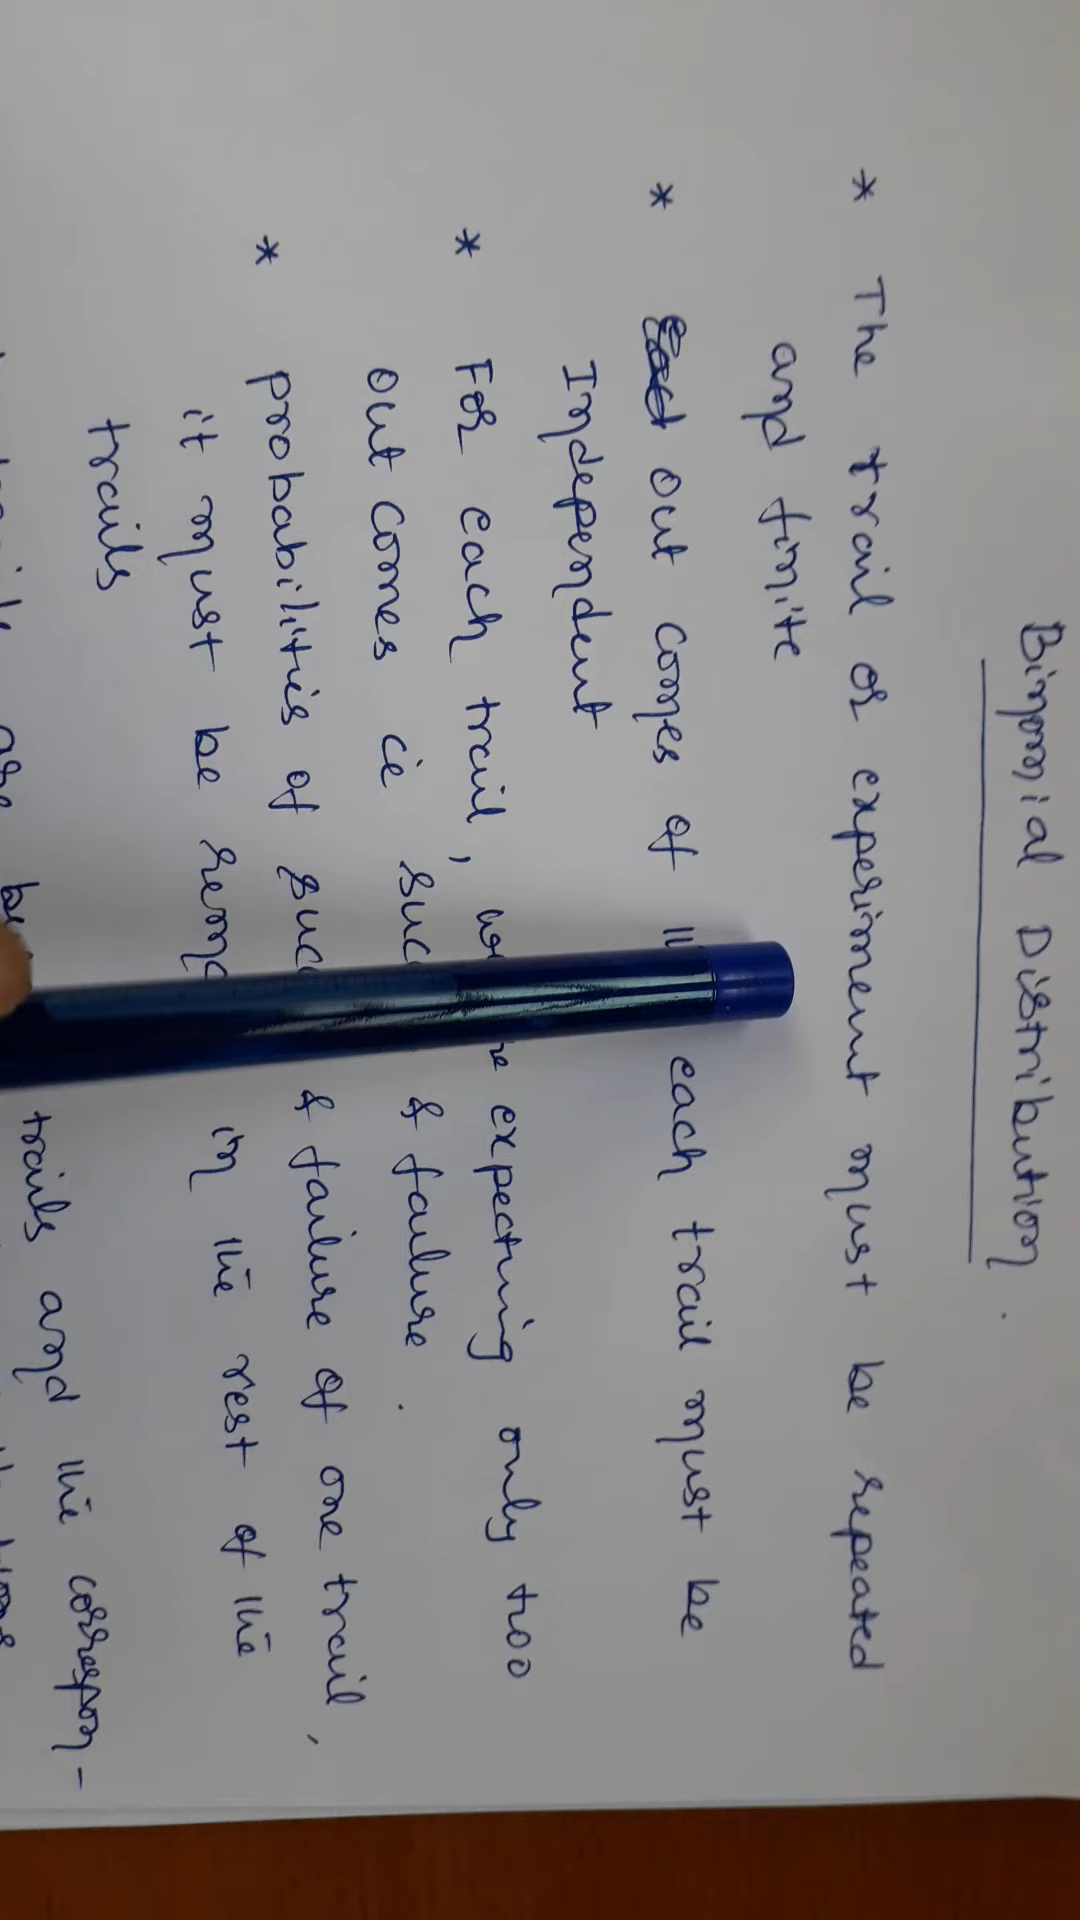 Binomial Distribution.
* The trail or experiment must be repeated
and finite
* out comes of each trail must be
Independent
* For each trail, expecting only two
out comes ie & failure.
* probabilities of & failure of one trail,
it must be in the rest of the
trails
trails and the correspon-